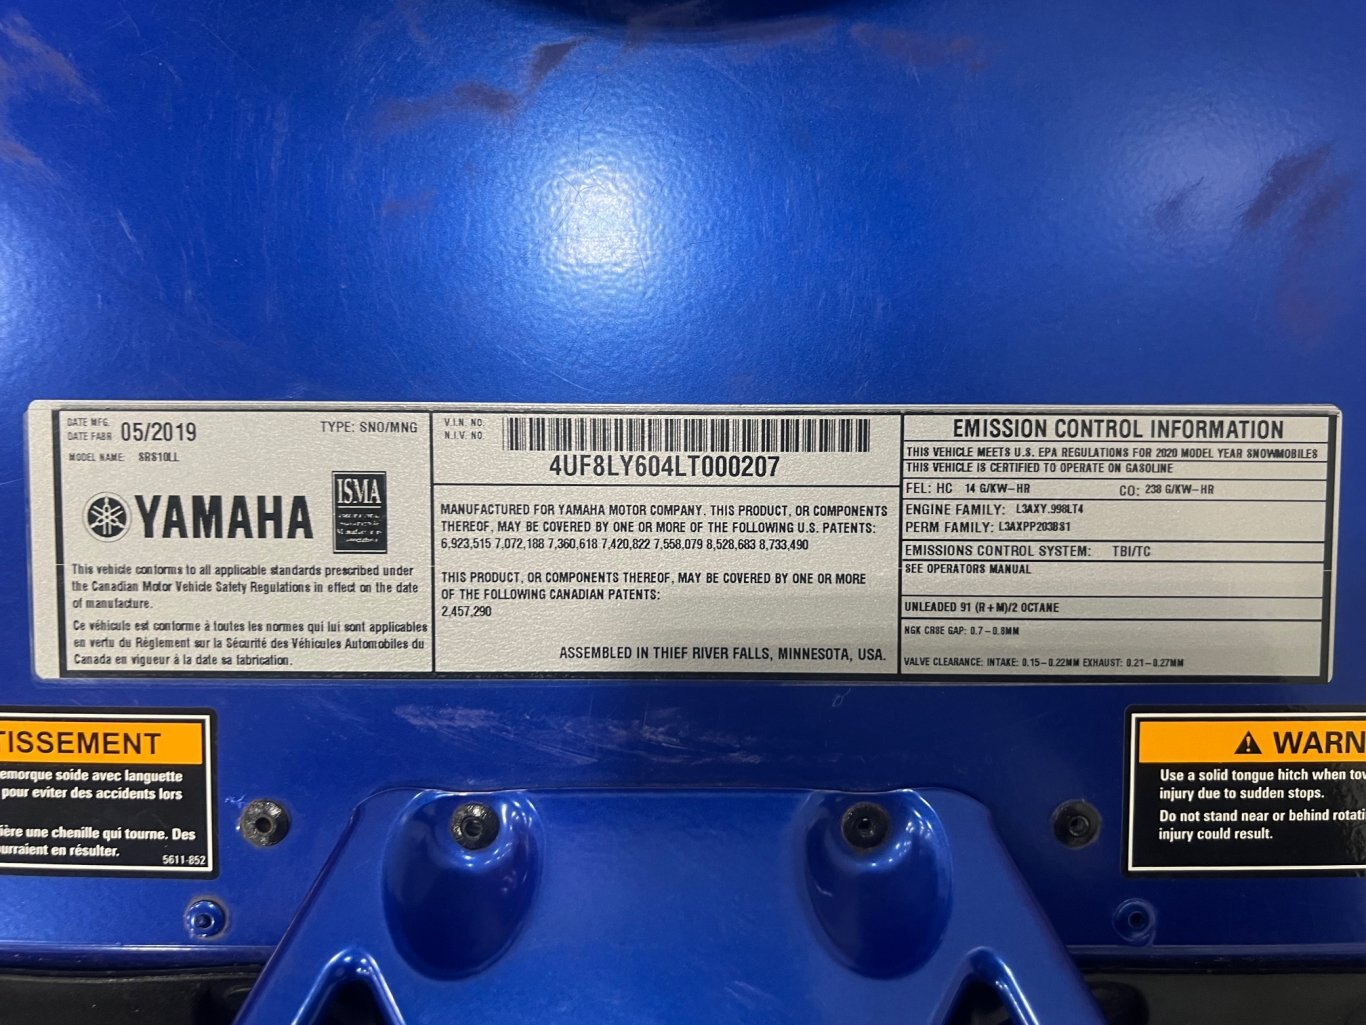 DATE MFG.
DATE FABR 05/2019
TYPE: SNO/MNG
MODEL NAME: SRS10LL
YAMAHA
ISMA
This vehicle conforms to all applicable standards prescribed under
the Canadian Motor Vehicle Safety Regulations in effect on the date
of manufacture.
Ce véhicule est conforme à toutes les normes qui lui sont applicables
en vertu du Règlement sur la Sécurité des Véhicules Automobiles du
Canada en vigueur à la date sa fabrication.
V.I.N. NO.
N.I.V. NO.
4UF8LY604LT000207
MANUFACTURED FOR YAMAHA MOTOR COMPANY. THIS PRODUCT, OR COMPONENTS
THEREOF, MAY BE COVERED BY ONE OR MORE OF THE FOLLOWING U.S. PATENTS:
6,923,515 7,072,188 7,360,618 7,420,822 7,558,079 8,528,683 8,733,490
THIS PRODUCT, OR COMPONENTS THEREOF, MAY BE COVERED BY ONE OR MORE
OF THE FOLLOWING CANADIAN PATENTS:
2,457,290
ASSEMBLED IN THIEF RIVER FALLS, MINNESOTA, USA.
EMISSION CONTROL INFORMATION
THIS VEHICLE MEETS U.S. EPA REGULATIONS FOR 2020 MODEL YEAR SNOWMOBILES
THIS VEHICLE IS CERTIFIED TO OPERATE ON GASOLINE
FEL: HC 14 G/KW-HR CO: 238 G/KW-HR
ENGINE FAMILY: L3AXY.998LT4
PERM FAMILY: L3AXPP203BS1
EMISSIONS CONTROL SYSTEM: TBI/TC
SEE OPERATORS MANUAL
UNLEADED 91 (R+M)/2 OCTANE
NGK CR8E GAP: 0.7-0.8MM
VALVE CLEARANCE: INTAKE: 0.15-0.22MM EXHAUST: 0.21-0.27MM
TISSEMENT
emorque soide avec languette
pour eviter des accidents lors
ière une chenille qui tourne. Des
urraient en résulter.
5611-852
WARN
Use a solid tongue hitch when tow
injury due to sudden stops.
Do not stand near or behind rotati
injury could result.